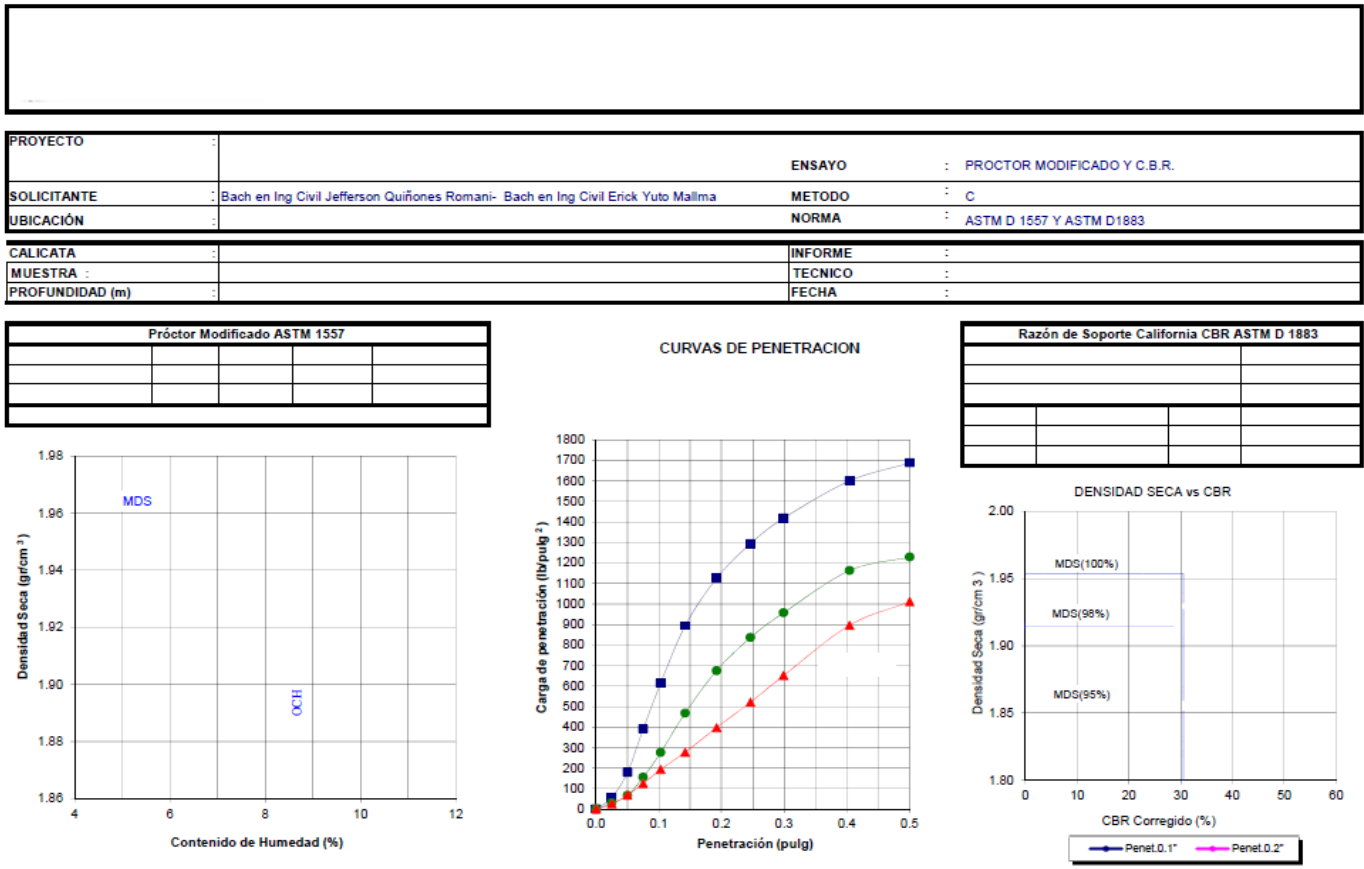 PROYECTO :
ENSAYO : PROCTOR MODIFICADO Y C.B.R.
SOLICITANTE : Bach en Ing Civil Jefferson Quiñones Romani- Bach en Ing Civil Erick Yuto Mallma METODO : C
UBICACIÓN : NORMA : ASTM D 1557 Y ASTM D1883
CALICATA : INFORME :
MUESTRA : TECNICO :
PROFUNDIDAD (m) : FECHA :
Próctor Modificado ASTM 1557
1.98
1.96
1.94
1.92
1.90
1.88
1.86
MDS
OCH
Densidad Seca (gr/cm 3 )
4 6 8 10 12
Contenido de Humedad (%)
CURVAS DE PENETRACION
1800
1700
1600
1500
1400
1300
1200
1100
1000
900
800
700
600
500
400
300
200
100
0
Carga de penetración (lb/pulg 2 )
0.0 0.1 0.2 0.3 0.4 0.5
Penetración (pulg)
Razón de Soporte California CBR ASTM D 1883
DENSIDAD SECA vs CBR
2.00
1.95
1.90
1.85
1.80
MDS(100%)
MDS(98%)
MDS(95%)
Densidad Seca (gr/cm 3 )
0 10 20 30 40 50 60
CBR Corregido (%)
Penet.0.1" Penet.0.2"